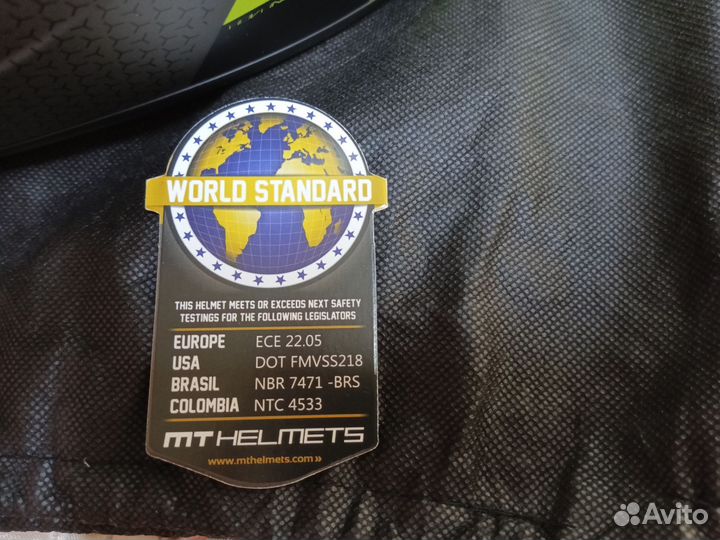 WORLD STANDARD
THIS HELMET MEETS OR EXCEEDS NEXT SAFETY
TESTINGS FOR THE FOLLOWING LEGISLATORS
EUROPE ECE 22.05
USA DOT FMVSS218
BRASIL NBR 7471 -BRS
COLOMBIA NTC 4533
MT HELMETS
www.mthelmets.com»
Avito